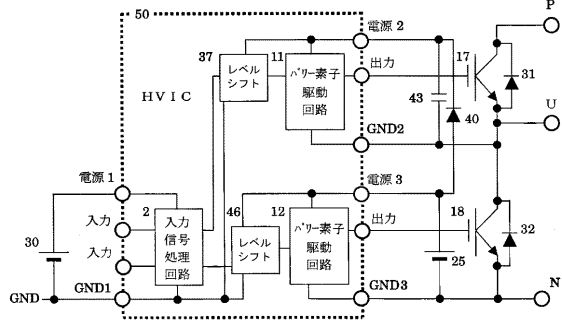 50
電源2
P
37
11
出力
17
レベル
シフト
パワー素子
駆動
回路
31
HVIC
43
40
U
GND2
電源1
電源3
2
46
12
出力
18
入力
入力
信号
処理
回路
レベル
シフト
パワー素子
駆動
回路
32
30
入力
25
GND
GND1
GND3
N